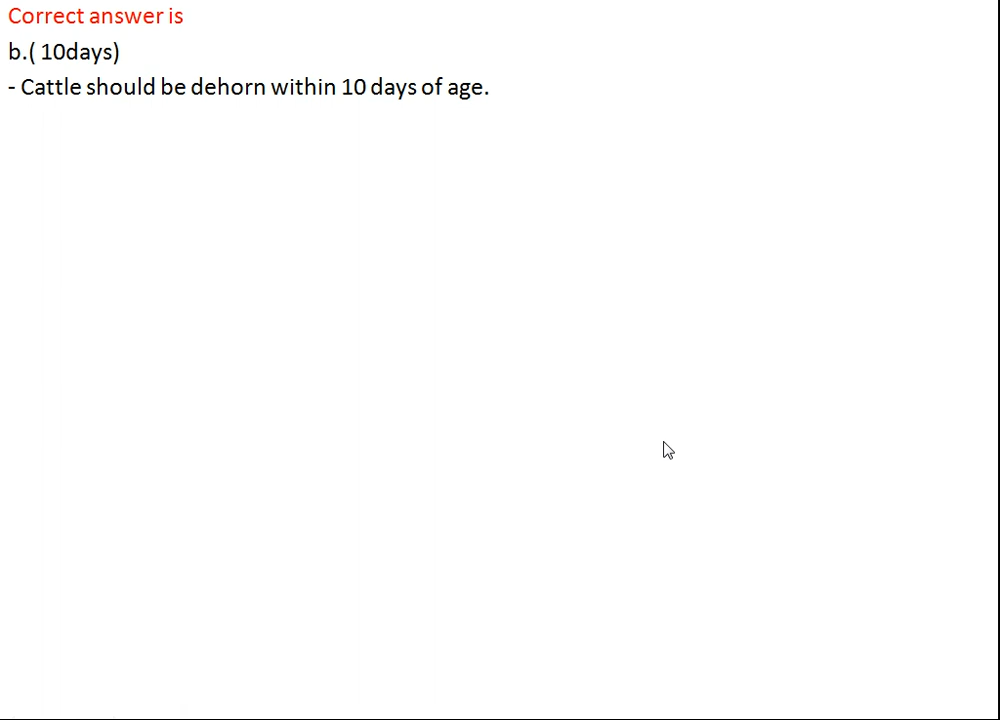 Correct answer is
b.( 10days)
- Cattle should be dehorn within 10 days of age.